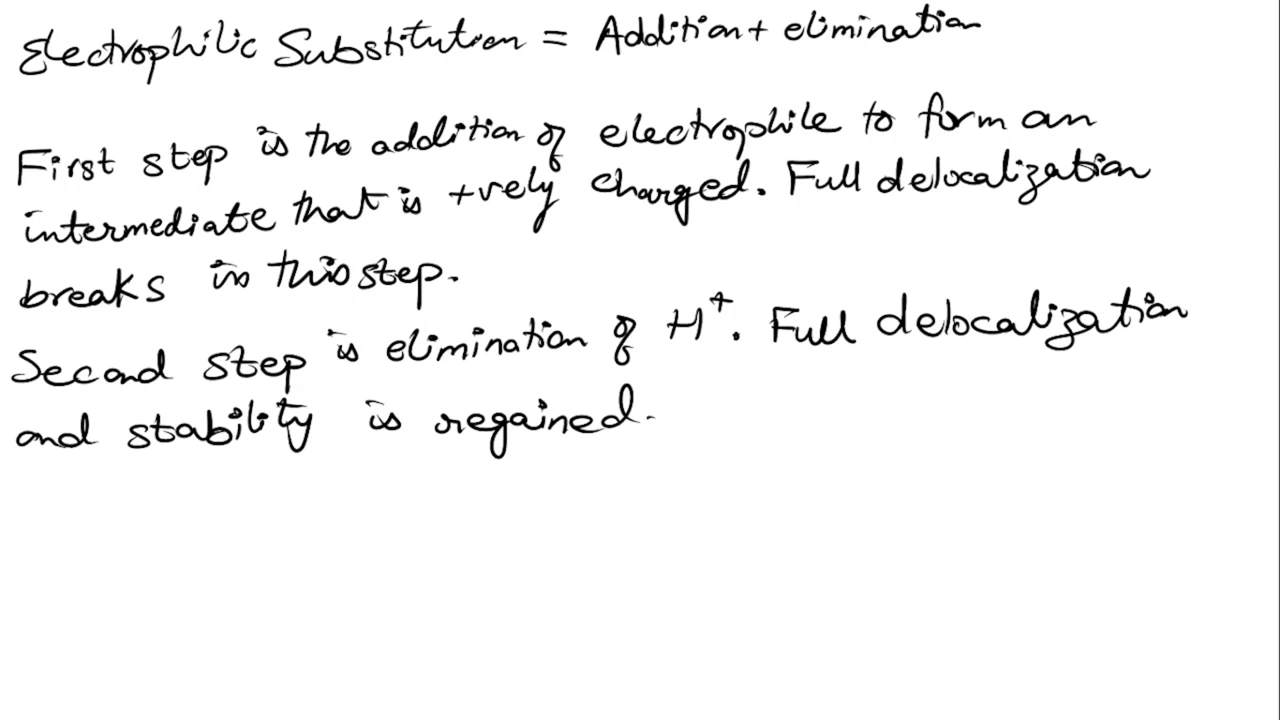 Electrophilic Substitution = Addition + elimination
First step is the addition of electrophile to form an
intermediate that is +vely charged. Full delocalization
breaks in this step.
Second step is elimination of H⁺. Full delocalization
and stability is regained.